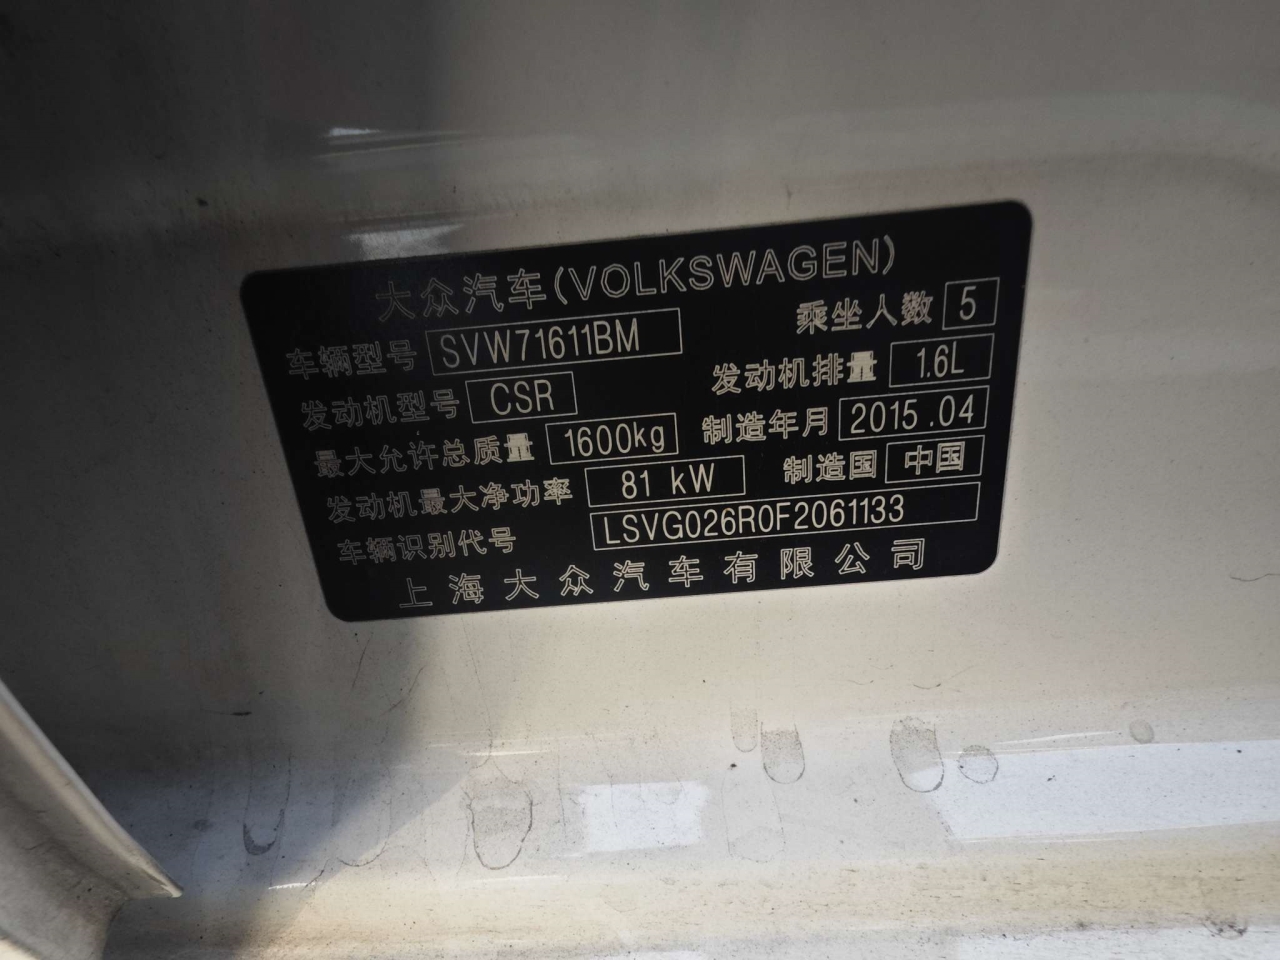 大众汽车(VOLKSWAGEN)
车辆型号 SVW71611BM 乘坐人数 5
发动机型号 CSR 发动机排量 1.6L
最大允许总质量 1600kg 制造年月 2015.04
发动机最大净功率 81 kW 制造国 中国
车辆识别代号 LSVG026R0F2061133
上海大众汽车有限公司